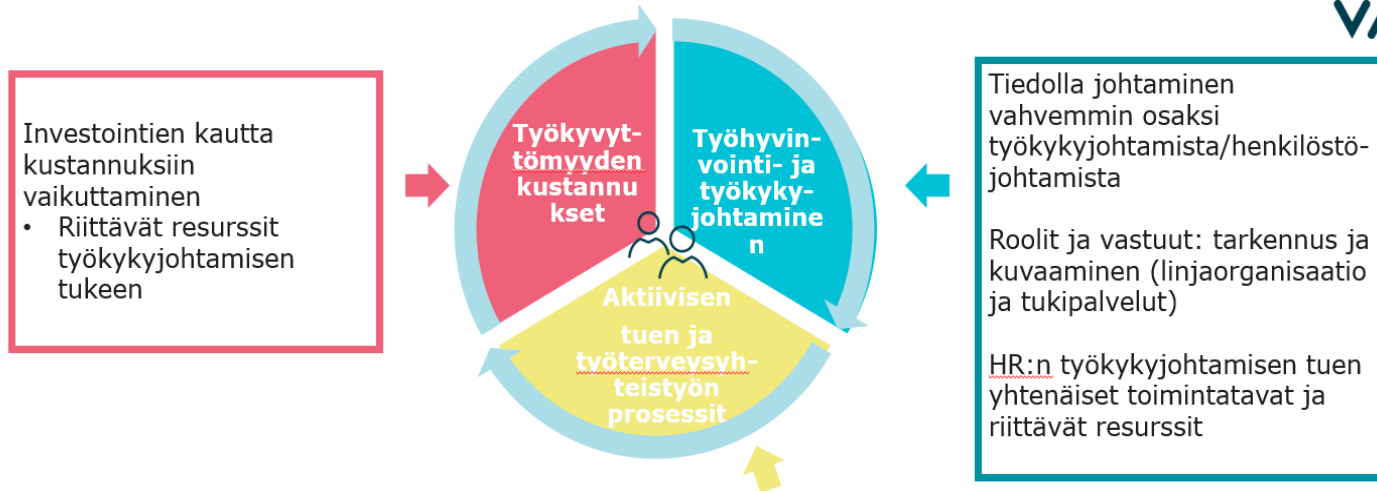 Investointien kautta
kustannuksiin
vaikuttaminen
• Riittävät resurssit
työkykyjohtamisen
tukeen
Työkyvyt-
tömyyden
kustannu
kset
Työhyvin-
vointi- ja
työkyky-
johtamine
n
Aktiivisen
tuen ja
työterveysyh-
teistyön
prosessit
Tiedolla johtaminen
vahvemmin osaksi
työkykyjohtamista/henkilöstö-
johtamista
Roolit ja vastuut: tarkennus ja
kuvaaminen (linjaorganisaatio
ja tukipalvelut)
HR:n työkykyjohtamisen tuen
yhtenäiset toimintatavat ja
riittävät resurssit